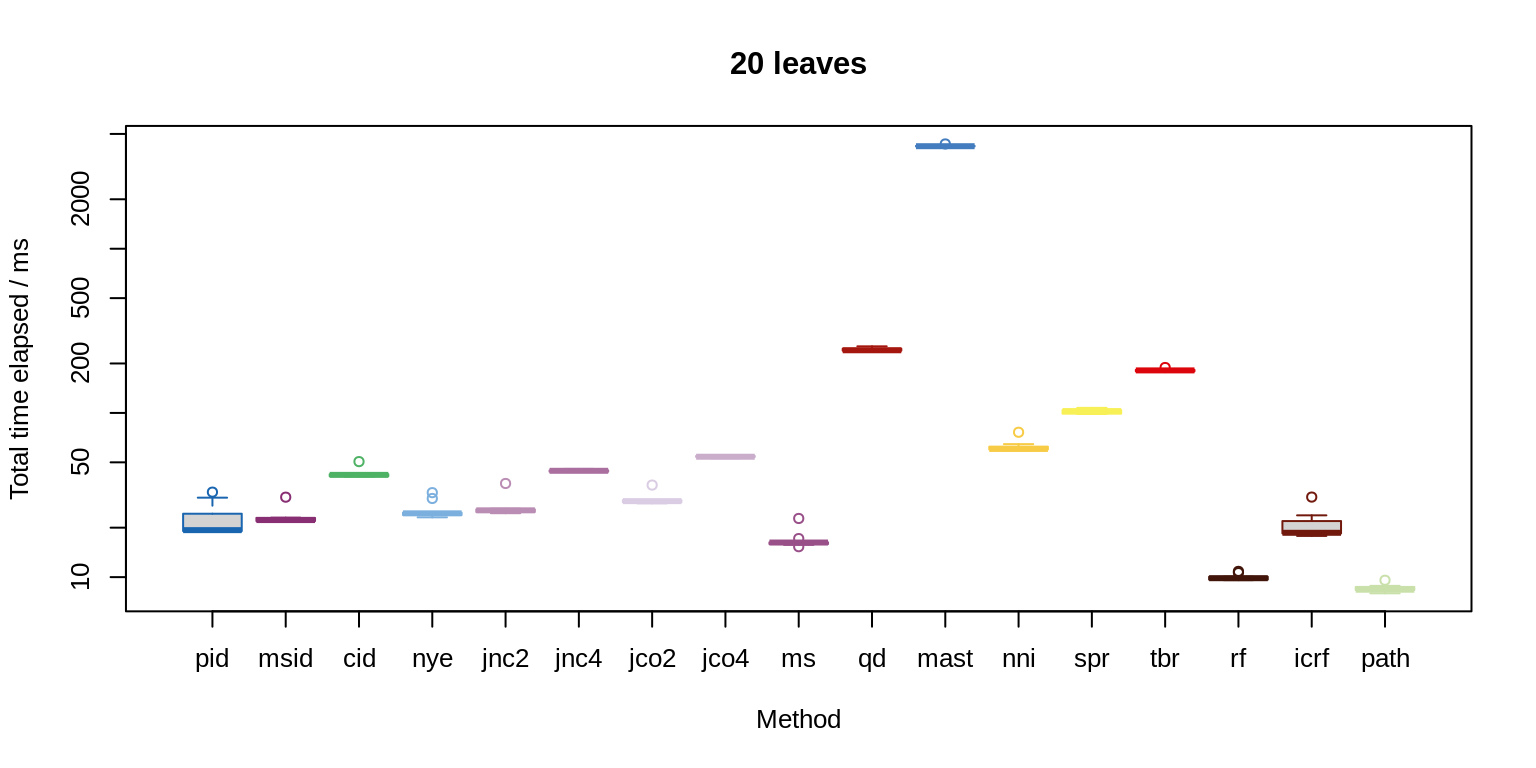 20 leaves
Total time elapsed / ms
2000
500
200
50
10
pid msid cid nye jnc2 jnc4 jco2 jco4 ms qd mast nni spr tbr rf icrf path
Method